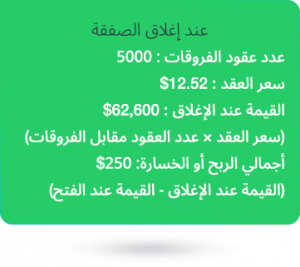 عند إغلاق الصفقة
عدد عقود الفروقات : 5000
سعر العقد : 12.52$
القيمة عند الإغلاق : 62,600$
(سعر العقد × عدد العقود مقابل الفروقات)
أجمالي الربح أو الخسارة: 250$
(القيمة عند الإغلاق - القيمة عند الفتح)